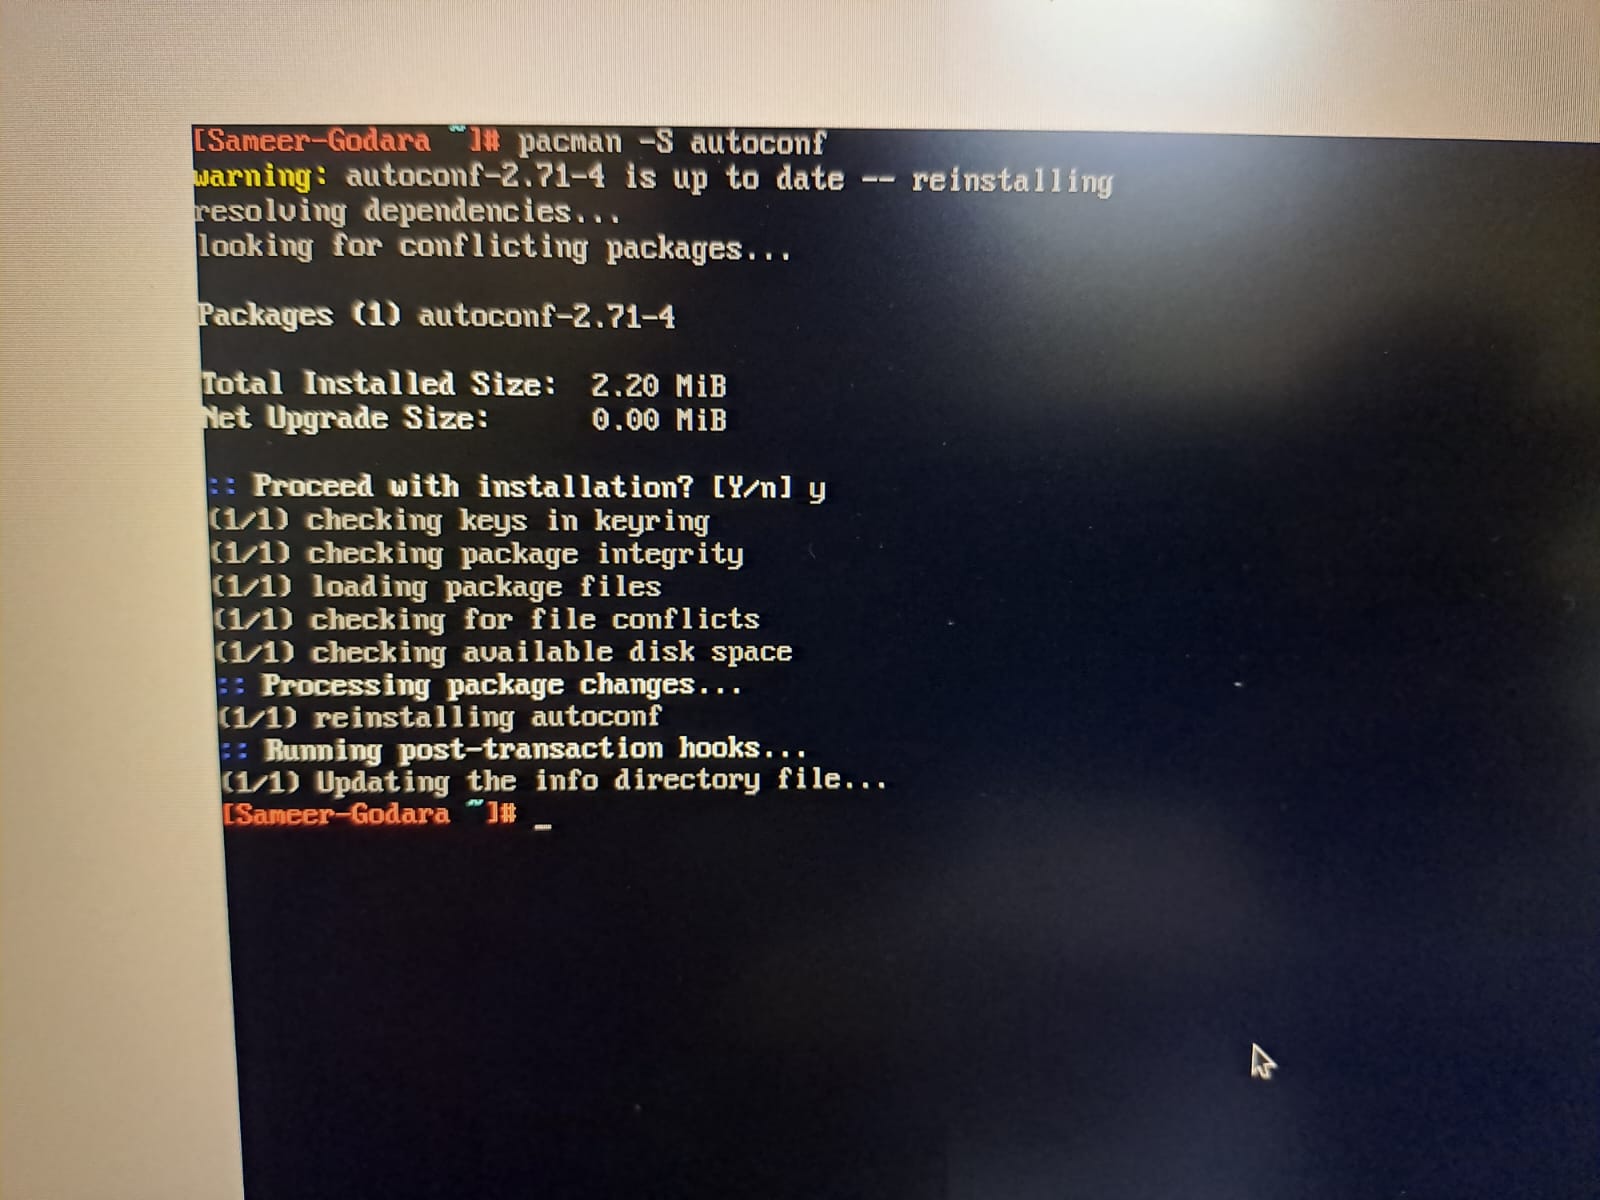 [Sameer-Godara ~]# pacman -S autoconf
warning: autoconf-2.71-4 is up to date -- reinstalling
resolving dependencies...
looking for conflicting packages...
Packages (1) autoconf-2.71-4
Total Installed Size:  2.20 MiB
Net Upgrade Size:      0.00 MiB
:: Proceed with installation? [Y/n] y
(1/1) checking keys in keyring
(1/1) checking package integrity
(1/1) loading package files
(1/1) checking for file conflicts
(1/1) checking available disk space
:: Processing package changes...
(1/1) reinstalling autoconf
:: Running post-transaction hooks...
(1/1) Updating the info directory file...
[Sameer-Godara ~]# _